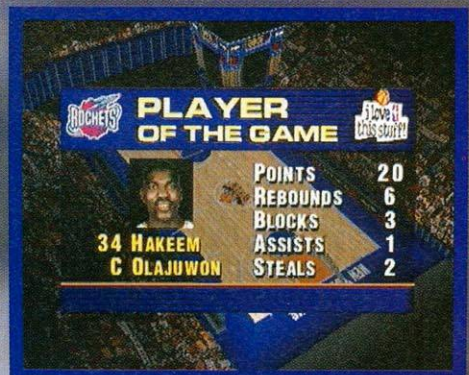 ROCKETS
PLAYER
OF THE GAME
i love
this stuff!
POINTS 20
REBOUNDS 6
BLOCKS 3
ASSISTS 1
STEALS 2
34 HAKEEM
C OLAJUWON